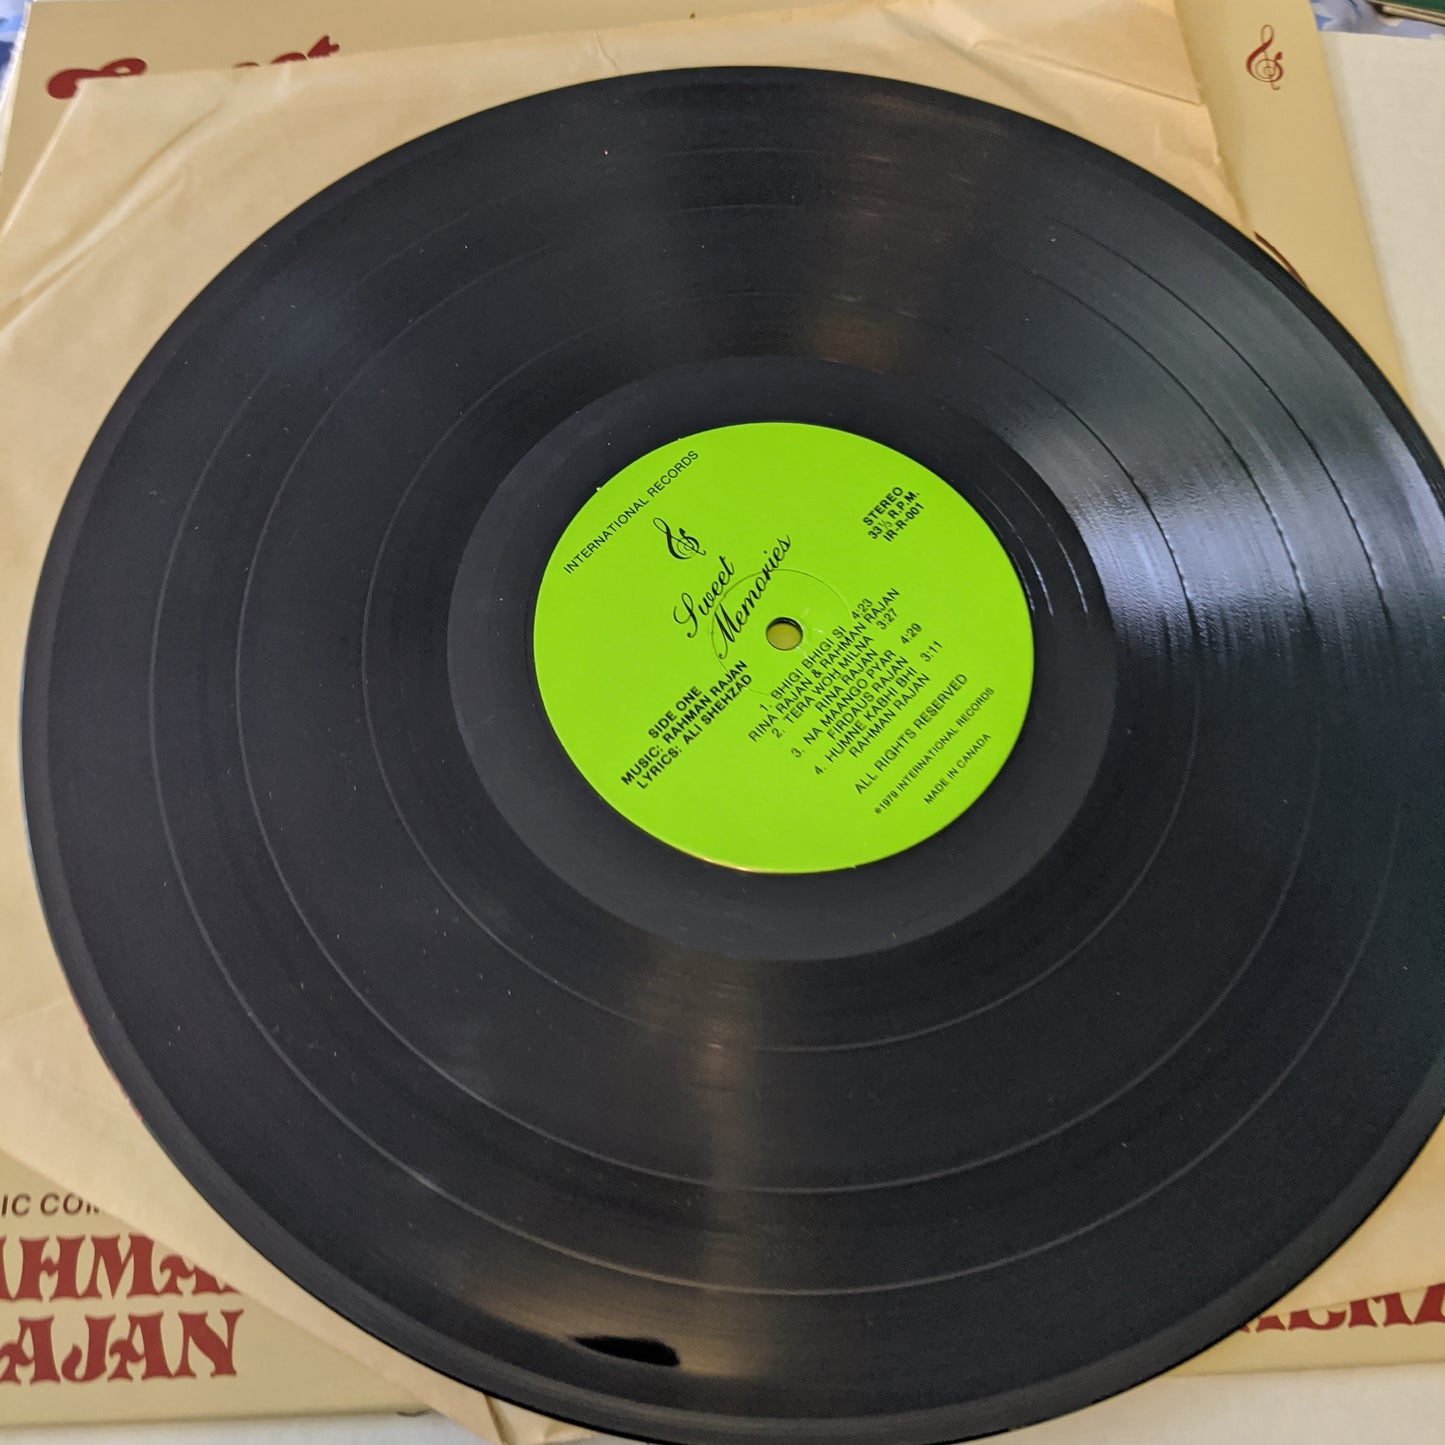 INTERNATIONAL RECORDS
Sweet
Memories
STEREO
33⅓ R.P.M.
IR-R-001
SIDE ONE
MUSIC: RAHMAN RAJAN
LYRICS: ALI SHEHZAD
1. BHIGI BHIGI SI 4:23
RINA RAJAN & RAHMAN RAJAN
2. TERA WOH MILNA 3:27
RINA RAJAN
3. NA MAANGO PYAR 4:29
FIRDAUS RAJAN
4. HUMNE KABHI BHI 3:11
RAHMAN RAJAN
ALL RIGHTS RESERVED
©1979 INTERNATIONAL RECORDS
MADE IN CANADA
IC COM
AHMA
AJAN